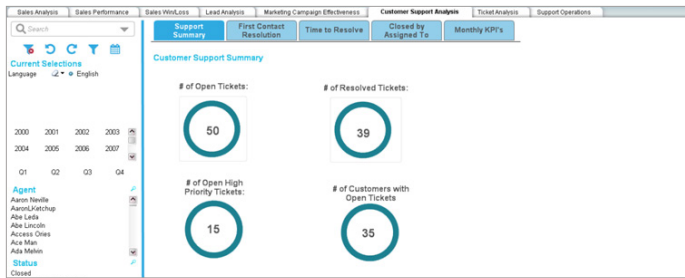 Sales Analysis Sales Performance Sales Win/Loss Lead Analysis Marketing Campaign Effectiveness Customer Support Analysis Ticket Analysis Support Operations
Search
Support Summary
First Contact Resolution
Time to Resolve
Closed by Assigned To
Monthly KPI's
Current Selections
Language English
2000 2001 2002 2003
2004 2005 2006 2007
Q1 Q2 Q3 Q4
Agent
Aaron Neville
AaronLKetchup
Abe Leda
Abe Lincoln
Access Ories
Ace Man
Ada Melvin
Status
Closed
Customer Support Summary
# of Open Tickets:
50
# of Resolved Tickets:
39
# of Open High
Priority Tickets:
15
# of Customers with
Open Tickets
35